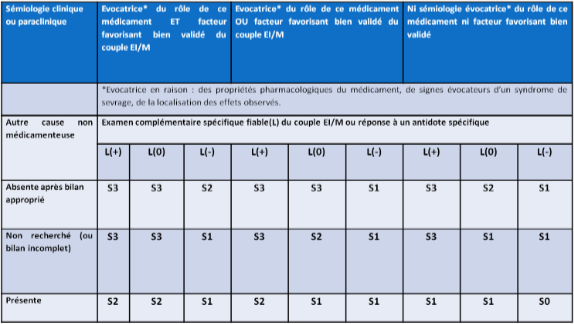 Sémiologie clinique
ou paraclinique
Evocatrice* du rôle de ce
médicament ET facteur
favorisant bien validé du
couple EI/M
Evocatrice* du rôle de ce médicament
OU facteur favorisant bien validé du
couple EI/M
Ni sémiologie évocatrice* du rôle de ce
médicament ni facteur favorisant bien
validé
*Evocatrice en raison : des propriétés pharmacologiques du médicament, de signes évocateurs d'un syndrome de
sevrage, de la localisation des effets observés.
Autre cause non
médicamenteuse
Examen complémentaire spécifique fiable(L) du couple EI/M ou réponse à un antidote spécifique
L(+) L(0) L(-) L(+) L(0) L(-) L(+) L(0) L(-)
Absente après bilan
approprié
S3 S3 S2 S3 S3 S1 S3 S2 S1
Non recherché (ou
bilan incomplet)
S3 S3 S1 S3 S2 S1 S3 S1 S1
Présente S2 S2 S1 S2 S1 S1 S1 S1 S0